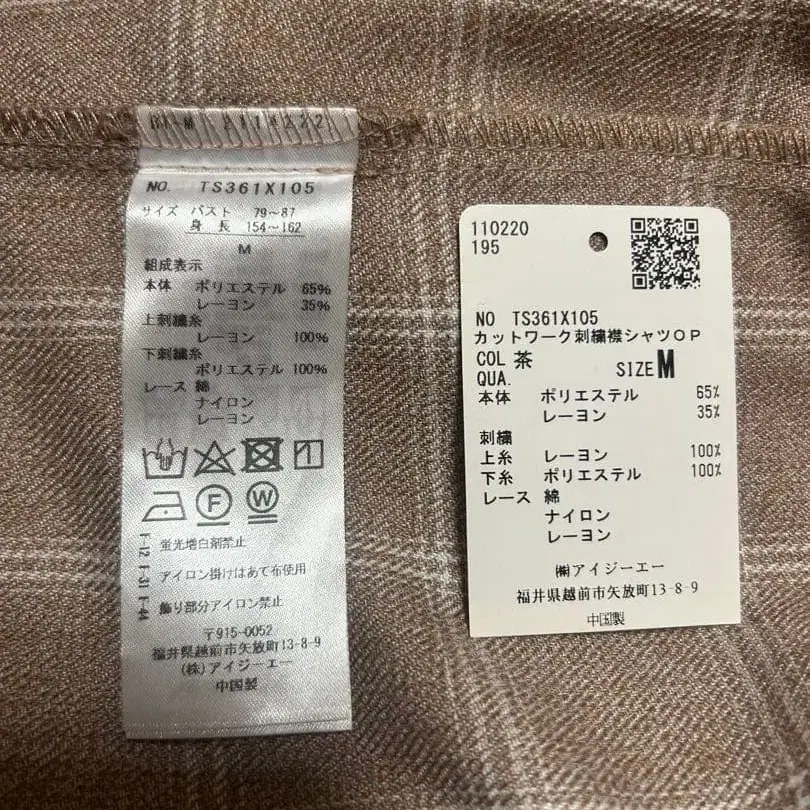 NO. TS361X105
サイズ バスト 79~87
身長 154~162
M
組成表示
本体 ポリエステル 65%
レーヨン 35%
上刺繍糸
レーヨン 100%
下刺繍糸
ポリエステル 100%
レース 綿
ナイロン
レーヨン
F W
蛍光増白剤禁止
アイロン掛けはあて布使用
飾り部分アイロン禁止
1-12 1-31 1-44
〒915-0052
福井県越前市矢放町13-8-9
(株)アイジーエー
中国製
110220
195
NO TS361X105
カットワーク刺繍襟シャツOP
COL 茶 SIZE M
QUA.
本体 ポリエステル 65%
レーヨン 35%
刺繍
上糸 レーヨン 100%
下糸 ポリエステル 100%
レース 綿
ナイロン
レーヨン
㈱アイジーエー
福井県越前市矢放町13-8-9
中国製